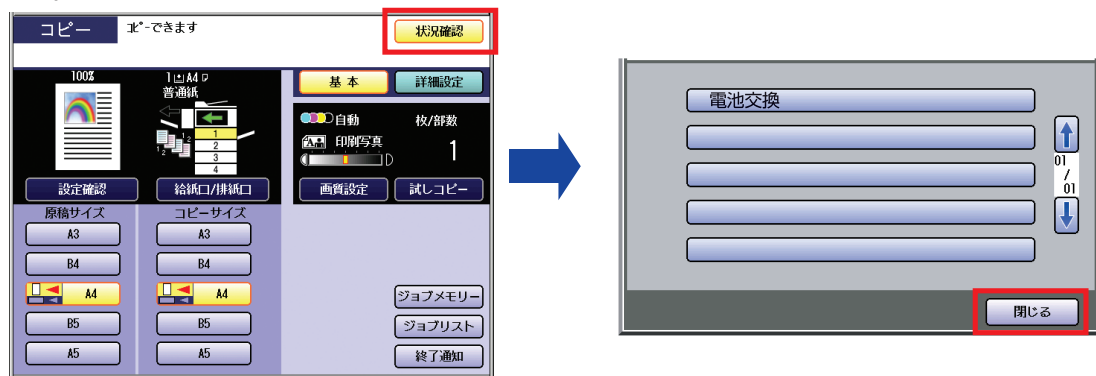 コピー
コピーできます
状況確認
100%
1 A4
普通紙
基本
詳細設定
自動
枚/部数
印刷写真
1
1
2
3
4
1 2
1 2
設定確認
給紙口/排紙口
画質設定
試しコピー
原稿サイズ
コピーサイズ
A3
A3
B4
B4
A4
A4
B5
B5
A5
A5
ジョブメモリー
ジョブリスト
終了通知
電池交換
01
/
01
閉じる